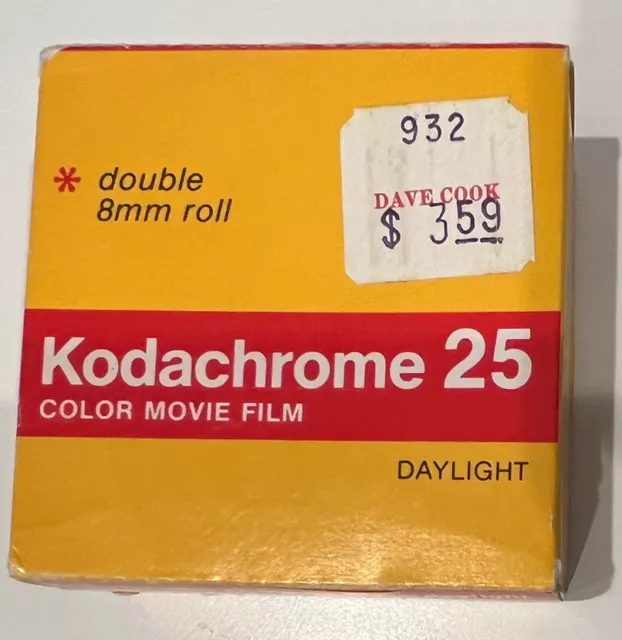 932
DAVE COOK
$ 359
* double
8mm roll
Kodachrome 25
COLOR MOVIE FILM
DAYLIGHT